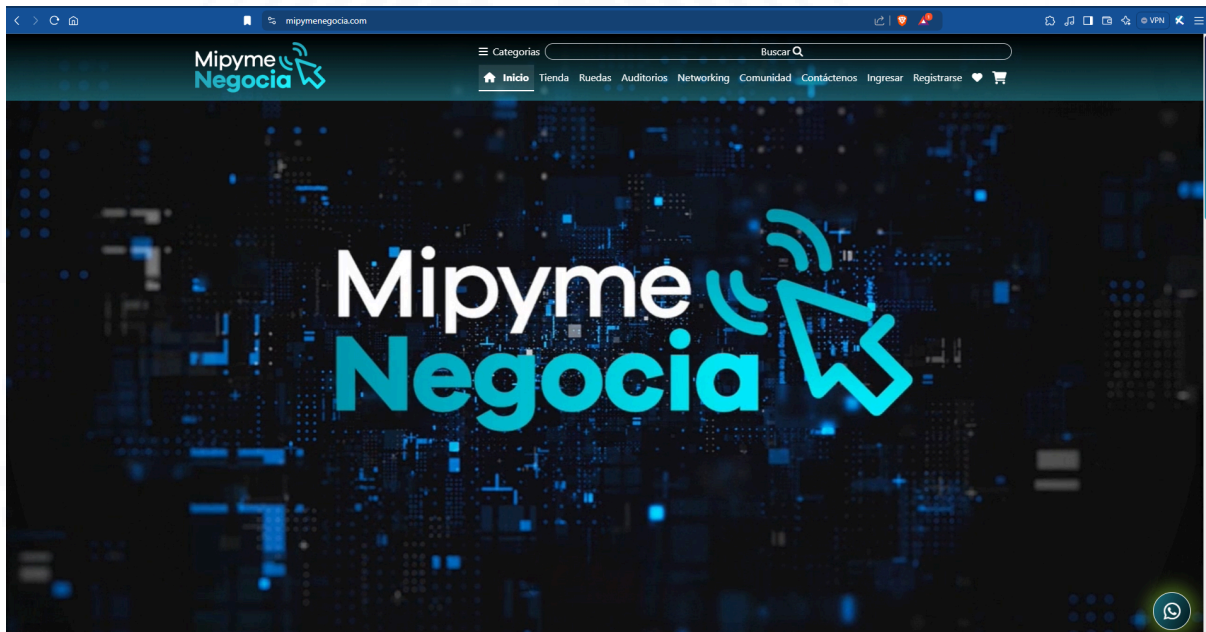 mipymenegocia.com
VPN
Mipyme
Negocia
Categorias
Buscar
Inicio Tienda Ruedas Auditorios Networking Comunidad Contáctenos Ingresar Registrarse
Mipyme
Negocia